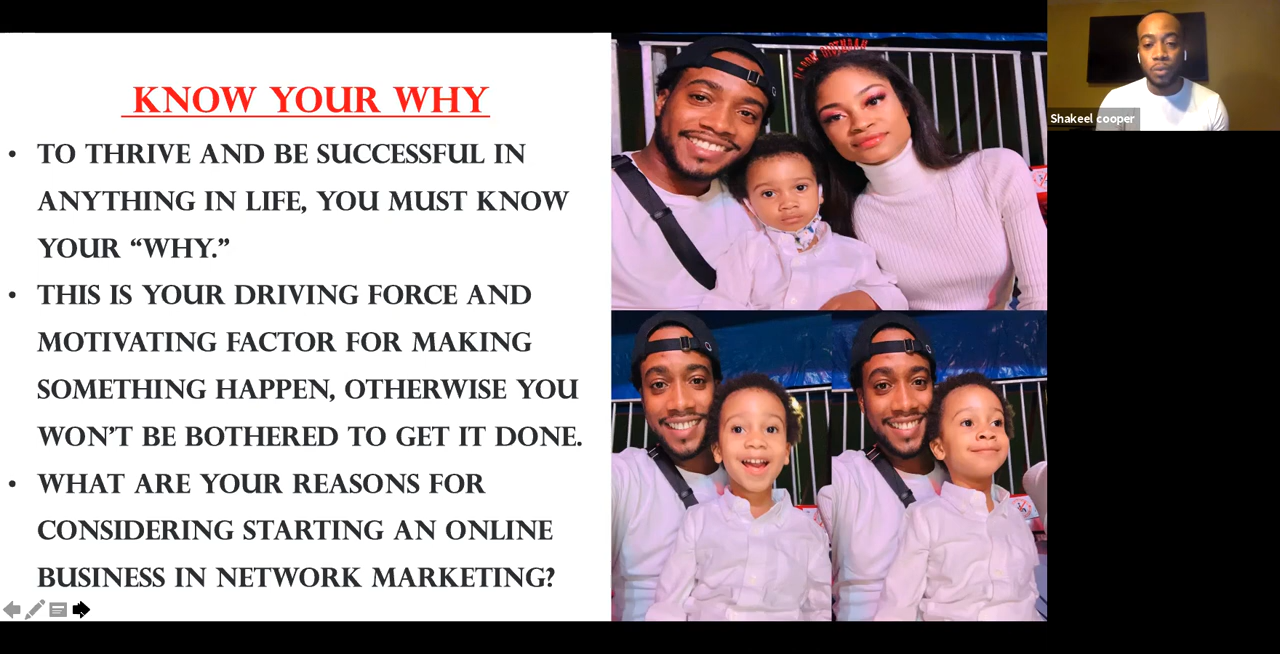 KNOW YOUR WHY
• TO THRIVE AND BE SUCCESSFUL IN
ANYTHING IN LIFE, YOU MUST KNOW
YOUR “WHY.”
• THIS IS YOUR DRIVING FORCE AND
MOTIVATING FACTOR FOR MAKING
SOMETHING HAPPEN, OTHERWISE YOU
WON’T BE BOTHERED TO GET IT DONE.
• WHAT ARE YOUR REASONS FOR
CONSIDERING STARTING AN ONLINE
BUSINESS IN NETWORK MARKETING?
HAPPY BIRTHDAY
Shakeel cooper